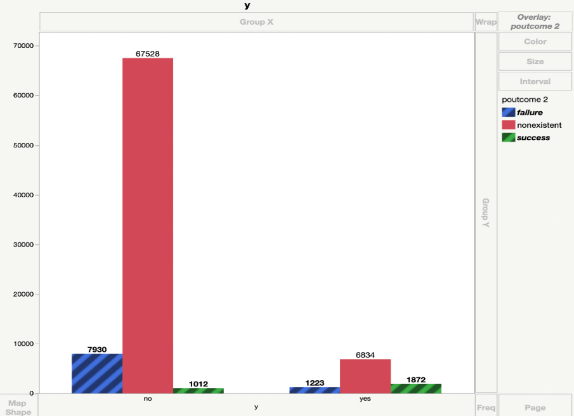 y
Group X
Wrap
Overlay:
poutcome 2
Color
Size
Interval
poutcome 2
failure
nonexistent
success
70000
60000
50000
40000
30000
20000
10000
0
67528
7930
1012
6834
1223
1872
no
yes
y
Group Y
Map
Shape
Freq
Page